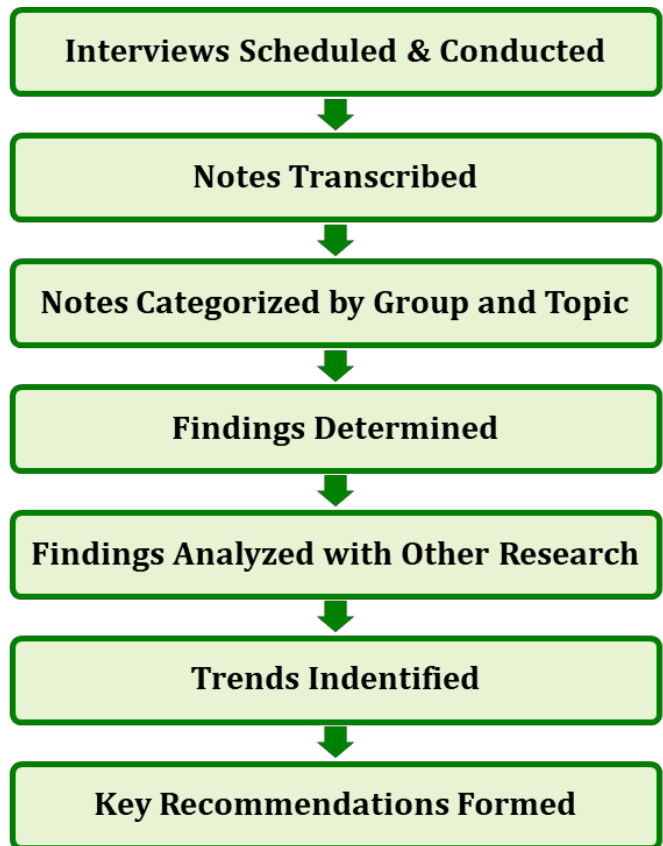 Interviews Scheduled & Conducted
Notes Transcribed
Notes Categorized by Group and Topic
Findings Determined
Findings Analyzed with Other Research
Trends Indentified
Key Recommendations Formed